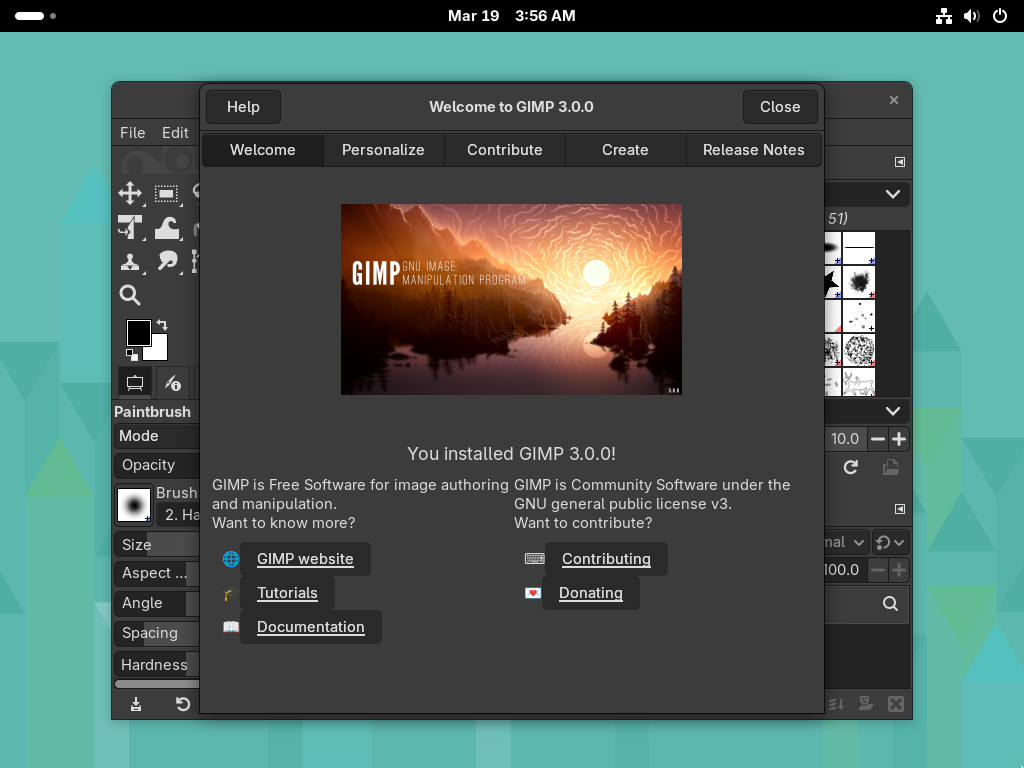 Mar 19 3:56 AM
Help
Welcome to GIMP 3.0.0
Close
File Edit
Welcome
Personalize
Contribute
Create
Release Notes
51)
GIMP
GNU IMAGE
MANIPULATION PROGRAM
3.0.0
Paintbrush
Mode
Opacity
Brush
2. Ha
Size
Aspect ...
Angle
Spacing
Hardness
10.0
mal
100.0
You installed GIMP 3.0.0!
GIMP is Free Software for image authoring
and manipulation.
Want to know more?
GIMP website
Tutorials
Documentation
GIMP is Community Software under the
GNU general public license v3.
Want to contribute?
Contributing
Donating